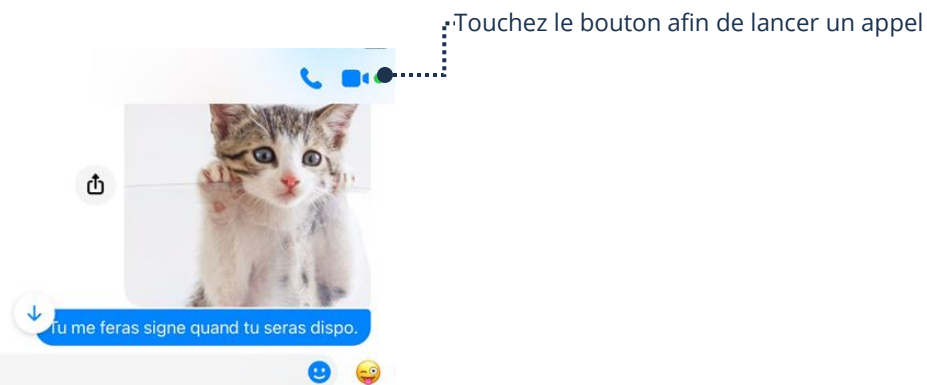 Touchez le bouton afin de lancer un appel
Tu me feras signe quand tu seras dispo.